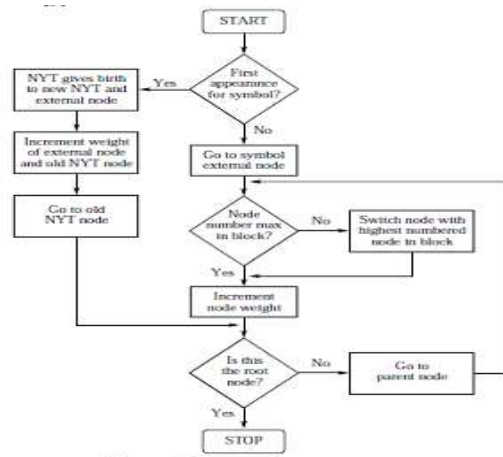 START
First
appearance
for symbol?
Yes
NYT gives birth
to new NYT and
external node
No
Increment weight
of external node
and old NYT node
Go to symbol
external node
Go to old
NYT node
Node
number max
in block?
No
Switch node with
highest numbered
node in block
Yes
Increment
node weight
Is this
the root
node?
No
Go to
parent node
Yes
STOP